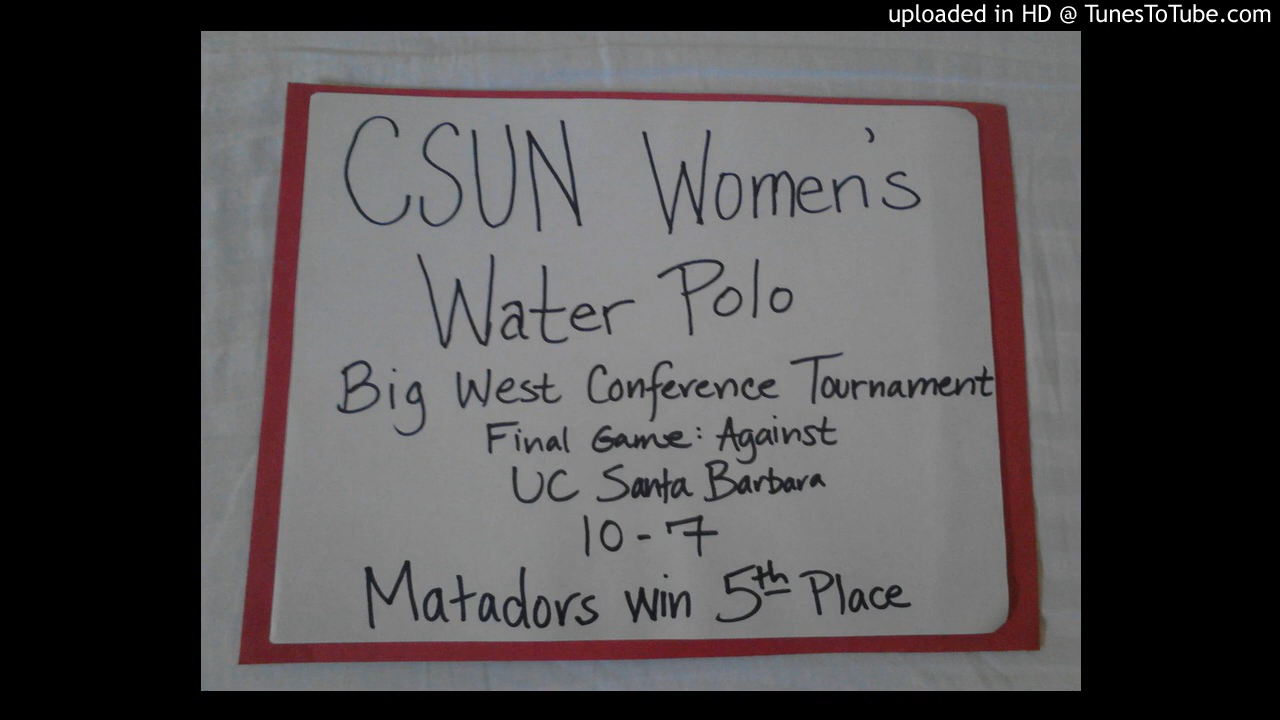 uploaded in HD @ TunesToTube.com
CSUN Women's
Water Polo
Big West Conference Tournament
Final Game: Against
UC Santa Barbara
10-7
Matadors win 5th Place